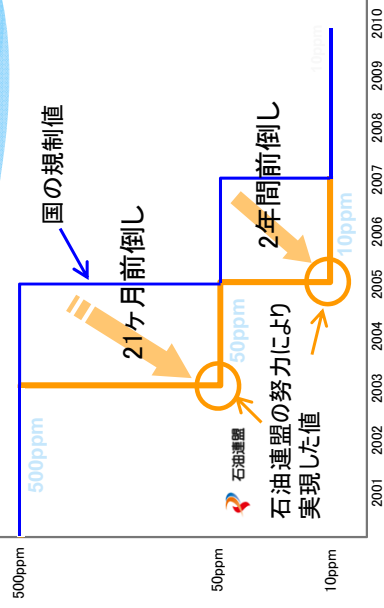 500ppm
50ppm
10ppm
500ppm
国の規制値
21ヶ月前倒し
50ppm
2年間前倒し
10ppm
10ppm
石油連盟
石油連盟の努力により
実現した値
2001
2002
2003
2004
2005
2006
2007
2008
2009
2010